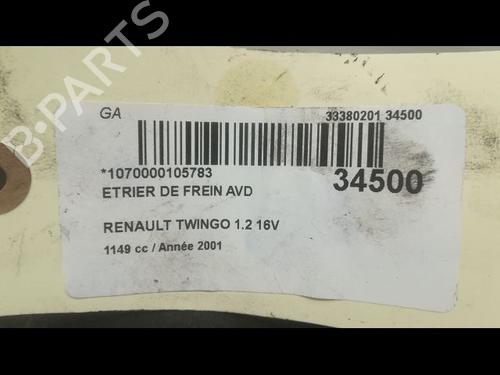 B-PARTS
GA
33380201 34500
*1070000105783
34500
ETRIER DE FREIN AVD
RENAULT TWINGO 1.2 16V
1149 cc / Année 2001